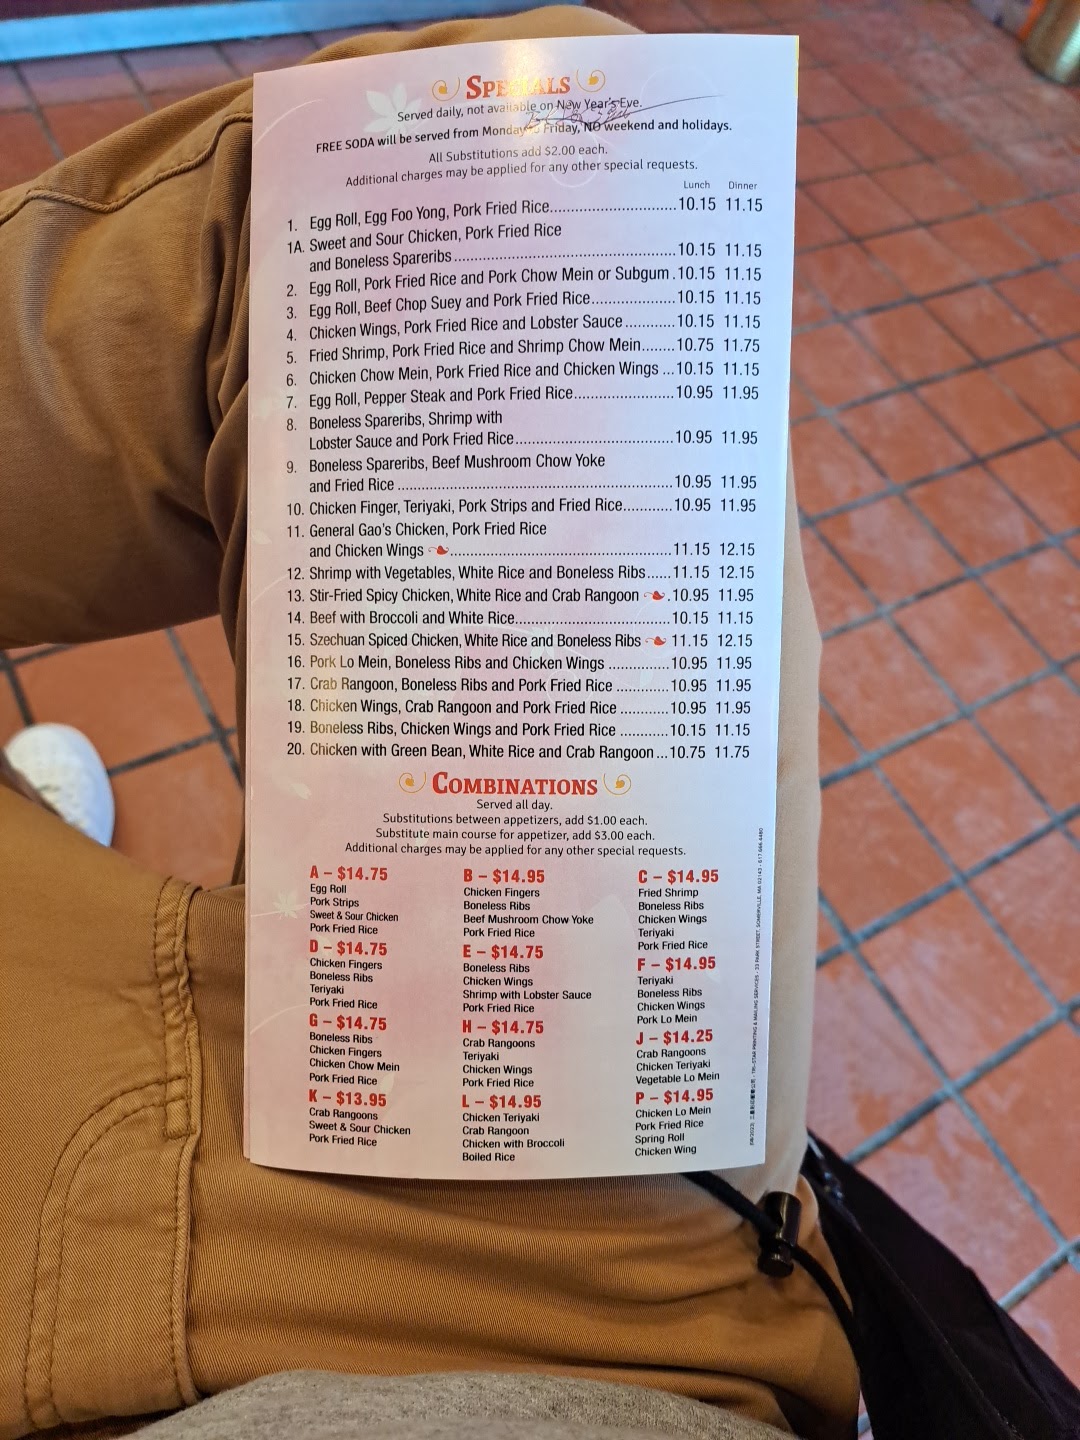 SPECIALS
Served daily, not available on New Year's Eve.
FREE SODA will be served from Monday to Friday, NO weekend and holidays.
All Substitutions add $2.00 each.
Additional charges may be applied for any other special requests.
Lunch Dinner
1. Egg Roll, Egg Foo Yong, Pork Fried Rice..............................10.15 11.15
1A. Sweet and Sour Chicken, Pork Fried Rice
and Boneless Spareribs....................................................10.15 11.15
2. Egg Roll, Pork Fried Rice and Pork Chow Mein or Subgum.10.15 11.15
3. Egg Roll, Beef Chop Suey and Pork Fried Rice....................10.15 11.15
4. Chicken Wings, Pork Fried Rice and Lobster Sauce............10.15 11.15
5. Fried Shrimp, Pork Fried Rice and Shrimp Chow Mein........10.75 11.75
6. Chicken Chow Mein, Pork Fried Rice and Chicken Wings ...10.15 11.15
7. Egg Roll, Pepper Steak and Pork Fried Rice........................10.95 11.95
8. Boneless Spareribs, Shrimp with
Lobster Sauce and Pork Fried Rice......................................10.95 11.95
9. Boneless Spareribs, Beef Mushroom Chow Yoke
and Fried Rice ..................................................................10.95 11.95
10. Chicken Finger, Teriyaki, Pork Strips and Fried Rice............10.95 11.95
11. General Gao's Chicken, Pork Fried Rice
and Chicken Wings .....................................................11.15 12.15
12. Shrimp with Vegetables, White Rice and Boneless Ribs......11.15 12.15
13. Stir-Fried Spicy Chicken, White Rice and Crab Rangoon .10.95 11.95
14. Beef with Broccoli and White Rice.....................................10.15 11.15
15. Szechuan Spiced Chicken, White Rice and Boneless Ribs 11.15 12.15
16. Pork Lo Mein, Boneless Ribs and Chicken Wings ..............10.95 11.95
17. Crab Rangoon, Boneless Ribs and Pork Fried Rice ............10.95 11.95
18. Chicken Wings, Crab Rangoon and Pork Fried Rice ...........10.95 11.95
19. Boneless Ribs, Chicken Wings and Pork Fried Rice ...........10.15 11.15
20. Chicken with Green Bean, White Rice and Crab Rangoon...10.75 11.75
COMBINATIONS
Served all day.
Substitutions between appetizers, add $1.00 each.
Substitute main course for appetizer, add $3.00 each.
Additional charges may be applied for any other special requests.
A – $14.75
Egg Roll
Pork Strips
Sweet & Sour Chicken
Pork Fried Rice
B – $14.95
Chicken Fingers
Boneless Ribs
Beef Mushroom Chow Yoke
Pork Fried Rice
C – $14.95
Fried Shrimp
Boneless Ribs
Chicken Wings
Teriyaki
Pork Fried Rice
D – $14.75
Chicken Fingers
Boneless Ribs
Teriyaki
Pork Fried Rice
E – $14.75
Boneless Ribs
Chicken Wings
Shrimp with Lobster Sauce
Pork Fried Rice
F – $14.95
Teriyaki
Boneless Ribs
Chicken Wings
Pork Lo Mein
G – $14.75
Boneless Ribs
Chicken Fingers
Chicken Chow Mein
Pork Fried Rice
H – $14.75
Crab Rangoons
Teriyaki
Chicken Wings
Pork Fried Rice
J – $14.25
Crab Rangoons
Chicken Teriyaki
Vegetable Lo Mein
K – $13.95
Crab Rangoons
Sweet & Sour Chicken
Pork Fried Rice
L – $14.95
Chicken Teriyaki
Crab Rangoon
Chicken with Broccoli
Boiled Rice
P – $14.95
Chicken Lo Mein
Pork Fried Rice
Spring Roll
Chicken Wing
TRI-STAR PRINTING & MAILING SERVICES • 33 PARK STREET, SOMERVILLE, MA 02143 • 617.666.4480